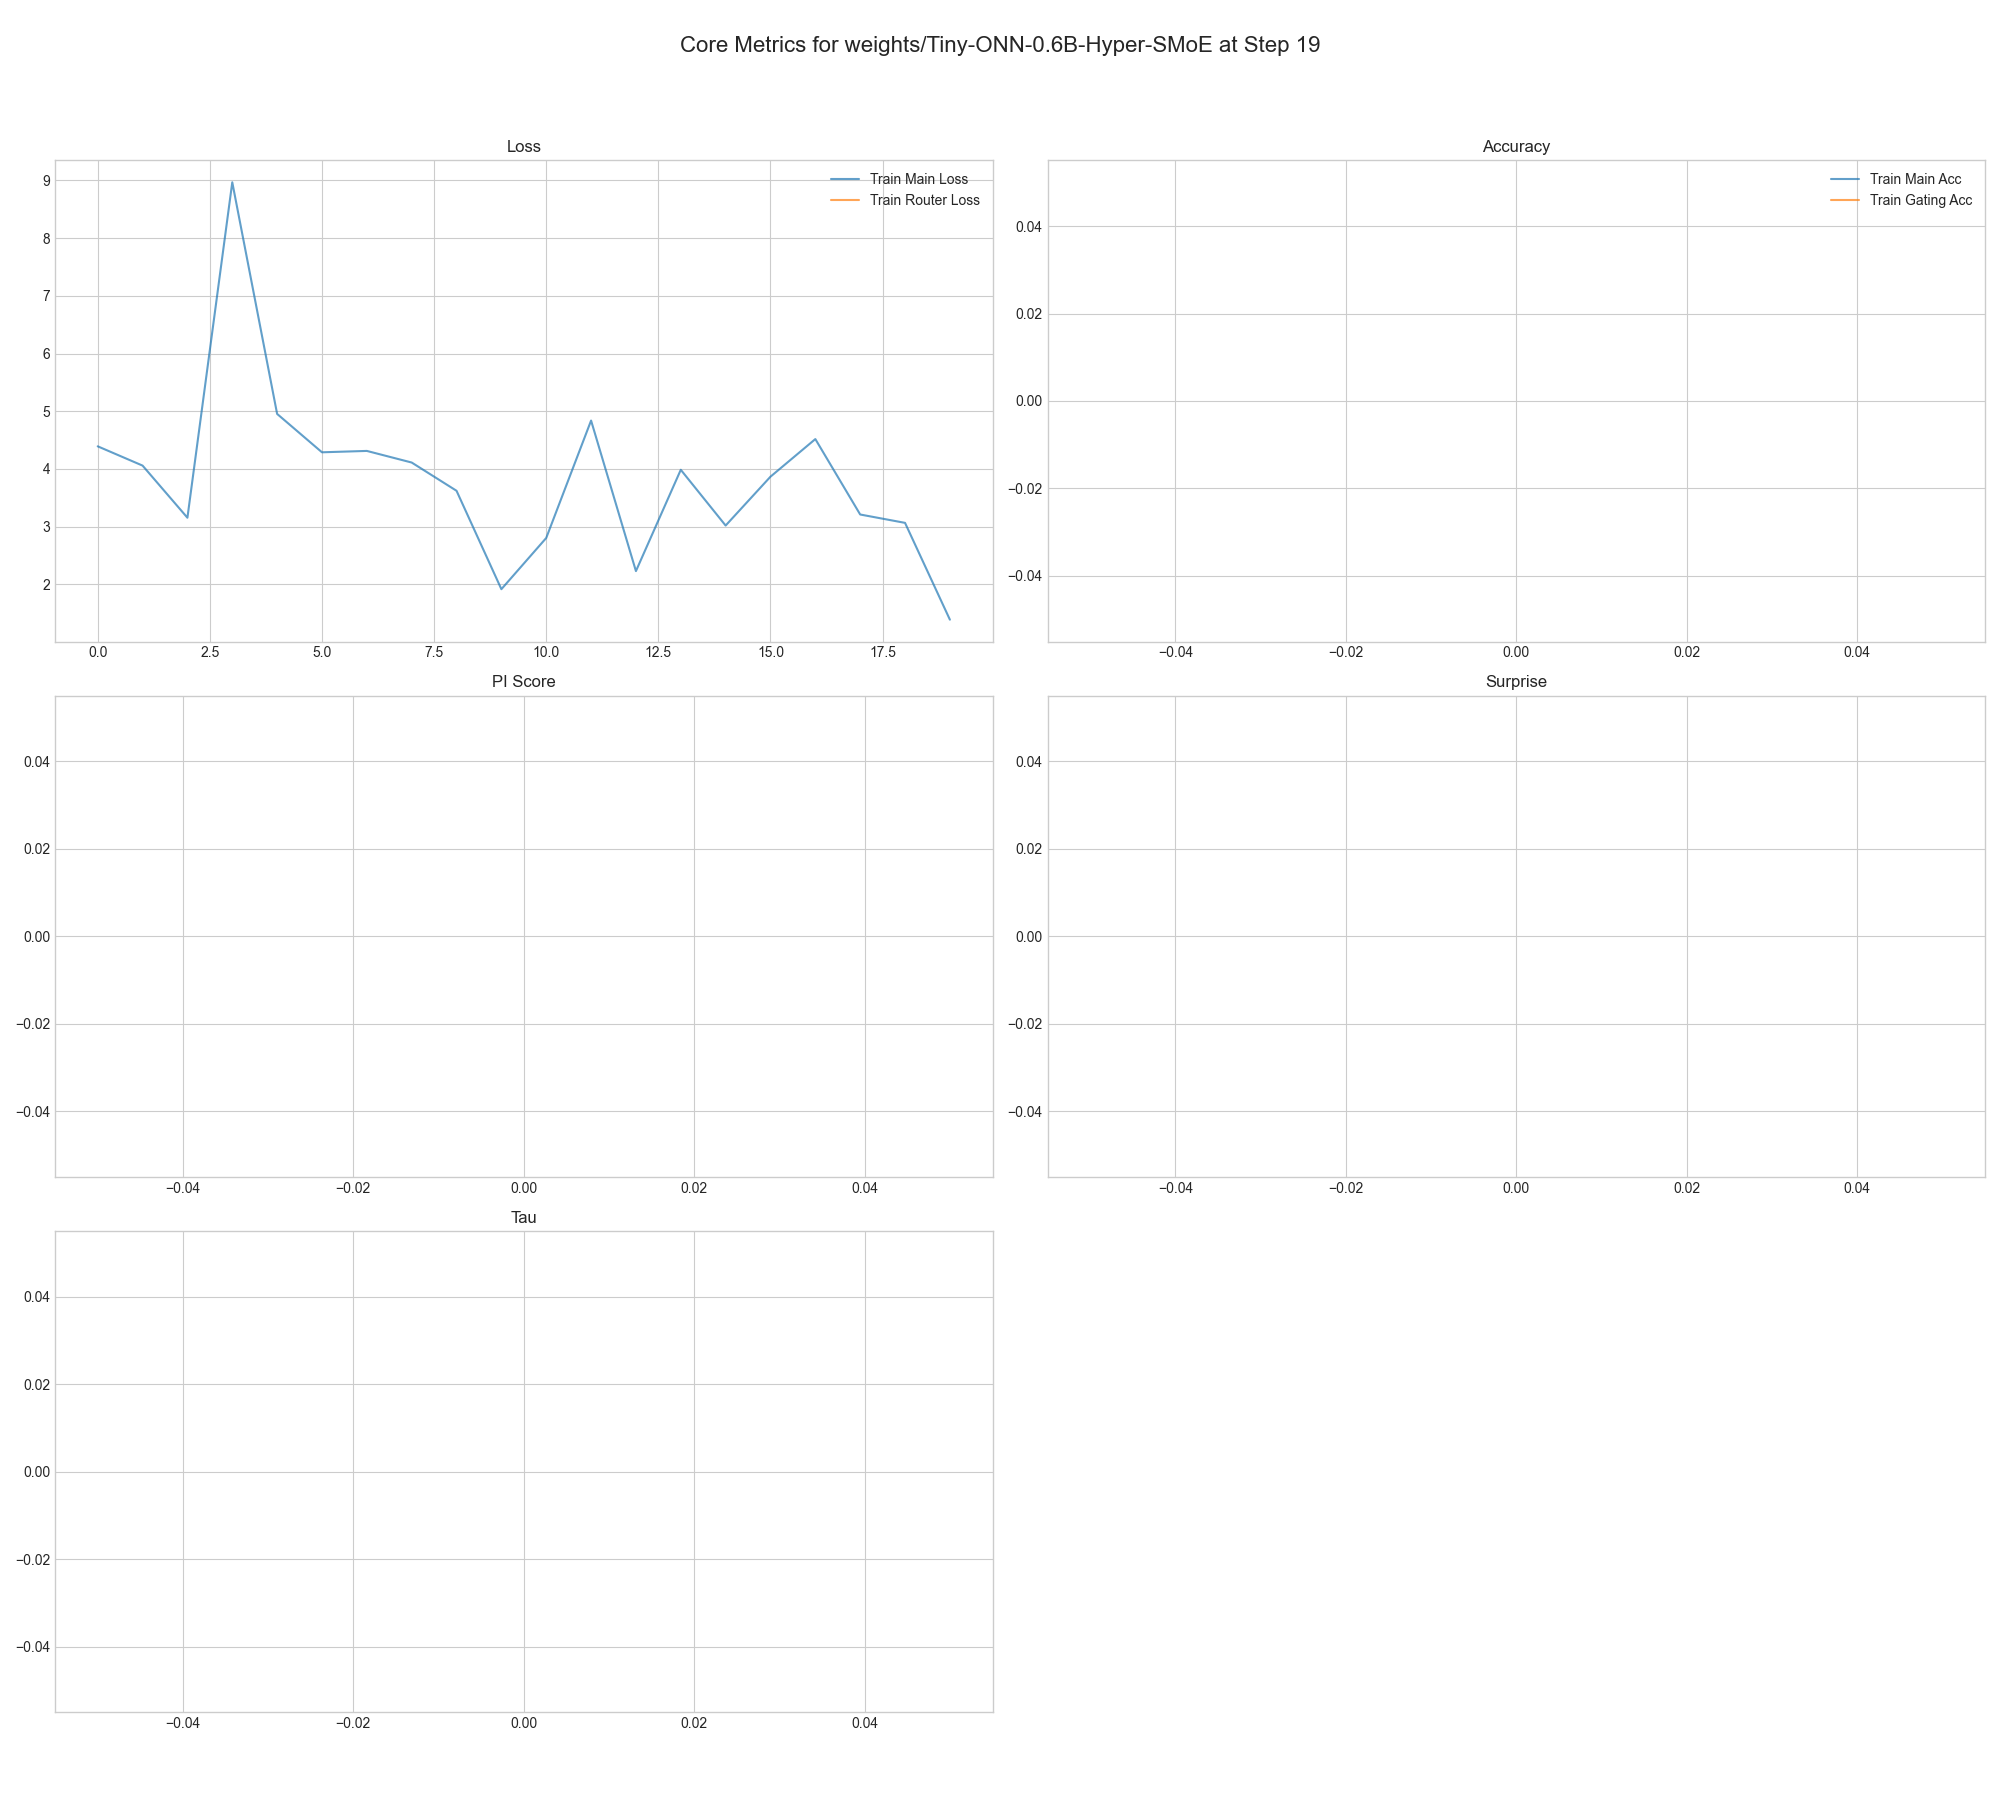 Core Metrics for weights/Tiny-ONN-0.6B-Hyper-SMoE at Step 19
Loss
Train Main Loss
Train Router Loss
9
8
7
6
5
4
3
2
0.0 2.5 5.0 7.5 10.0 12.5 15.0 17.5
Accuracy
Train Main Acc
Train Gating Acc
0.04
0.02
0.00
−0.02
−0.04
−0.04 −0.02 0.00 0.02 0.04
PI Score
0.04
0.02
0.00
−0.02
−0.04
−0.04 −0.02 0.00 0.02 0.04
Surprise
0.04
0.02
0.00
−0.02
−0.04
−0.04 −0.02 0.00 0.02 0.04
Tau
0.04
0.02
0.00
−0.02
−0.04
−0.04 −0.02 0.00 0.02 0.04